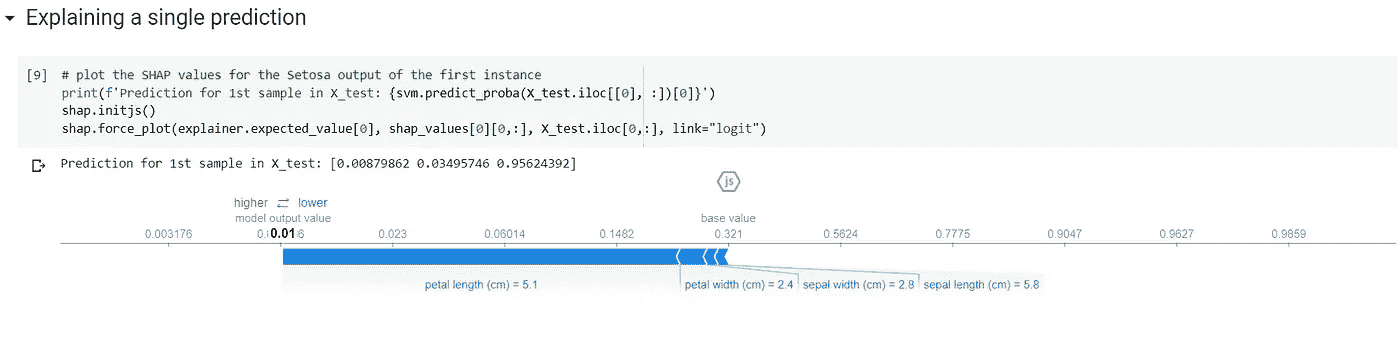 Explaining a single prediction
[9] # plot the SHAP values for the Setosa output of the first instance
print(f'Prediction for 1st sample in X_test: {svm.predict_proba(X_test.iloc[[0], :])[0]}')
shap.initjs()
shap.force_plot(explainer.expected_value[0], shap_values[0][0,:], X_test.iloc[0,:], link="logit")
Prediction for 1st sample in X_test: [0.00879862 0.03495746 0.95624392]
js
higher lower
model output value base value
0.003176 0.01 0.023 0.06014 0.1482 0.321 0.5624 0.7775 0.9047 0.9627 0.9859
petal length (cm) = 5.1 petal width (cm) = 2.4 sepal width (cm) = 2.8 sepal length (cm) = 5.8